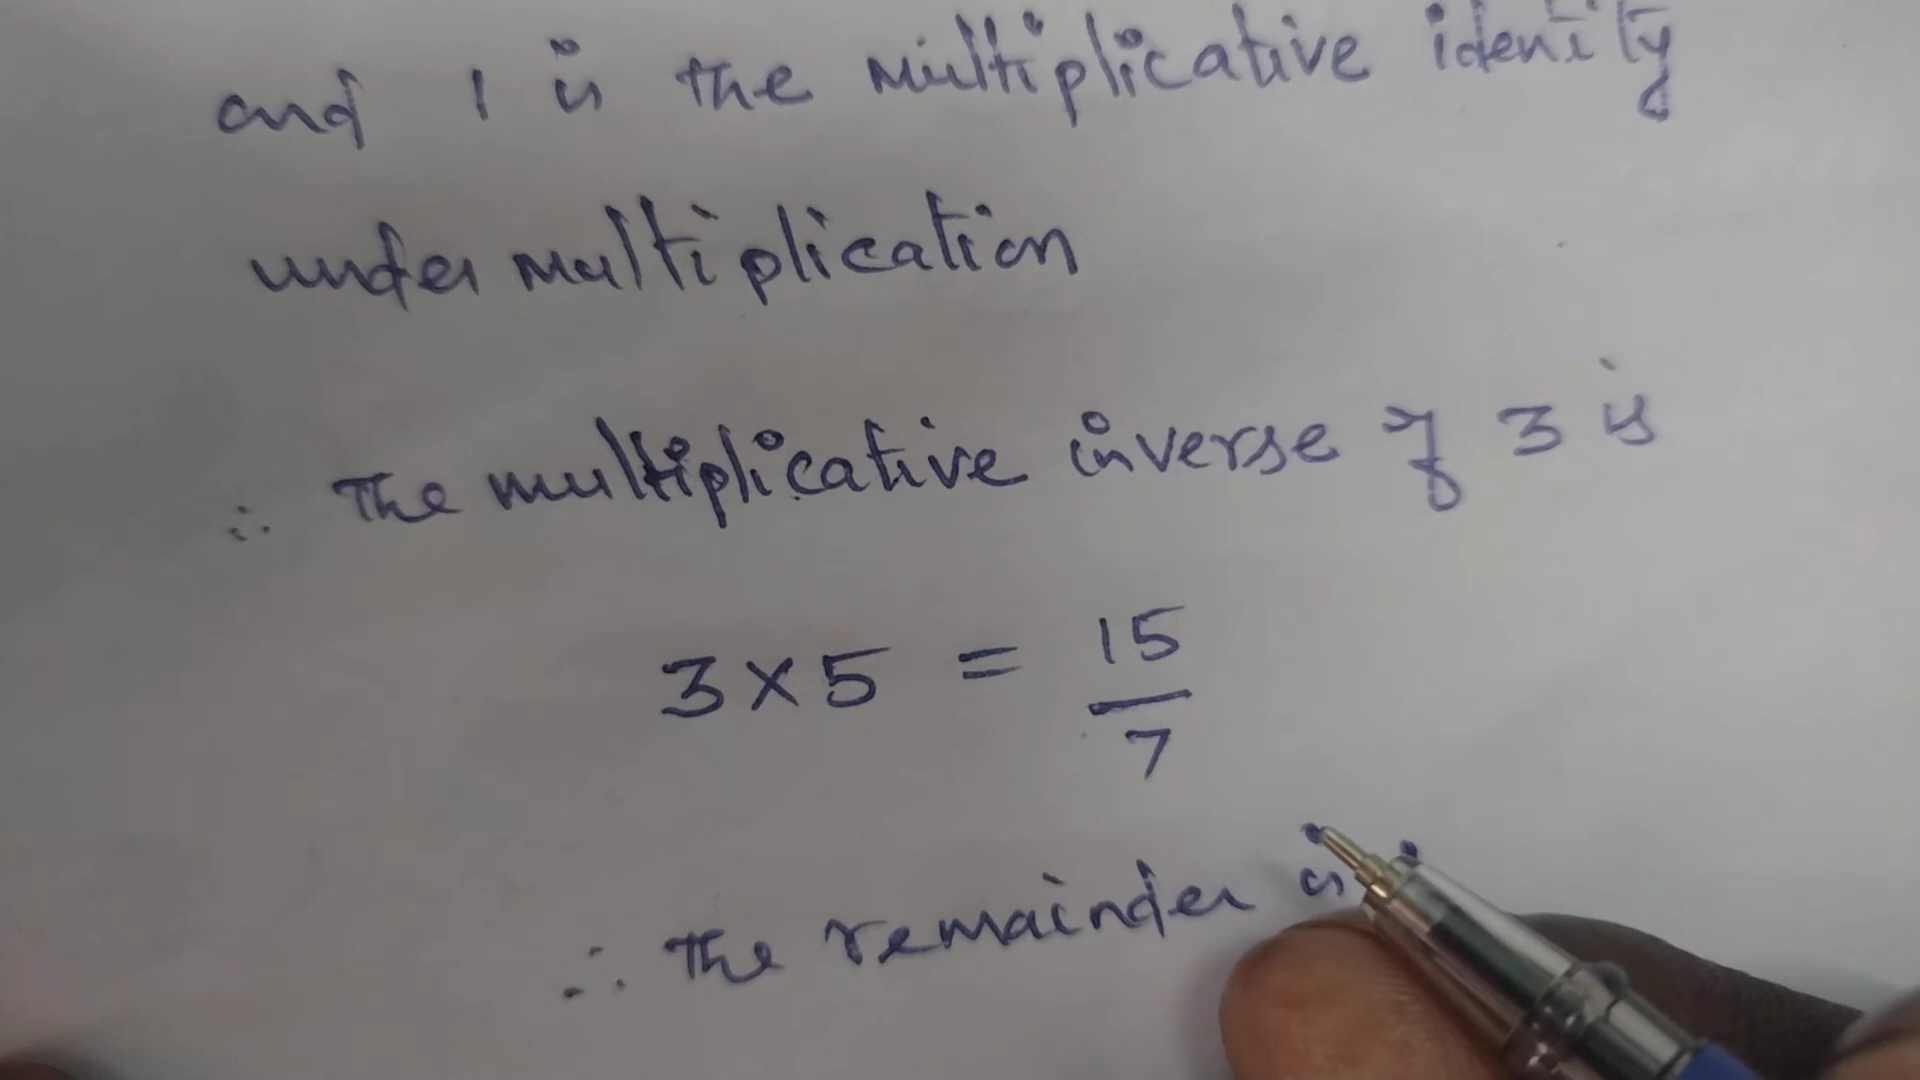 and 1 is the multiplicative identity
under multiplication
∴ The multiplicative inverse of 3 is
3 × 5 = 15/7
∴ The remainder is